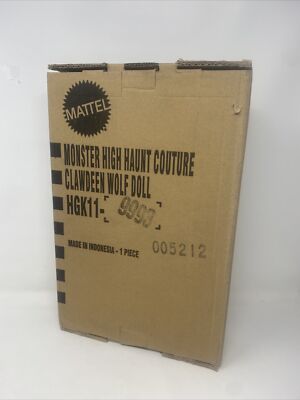 MATTEL
MONSTER HIGH HAUNT COUTURE
CLAWDEEN WOLF DOLL
HGK11- 9990
MADE IN INDONESIA - 1 PIECE 005212